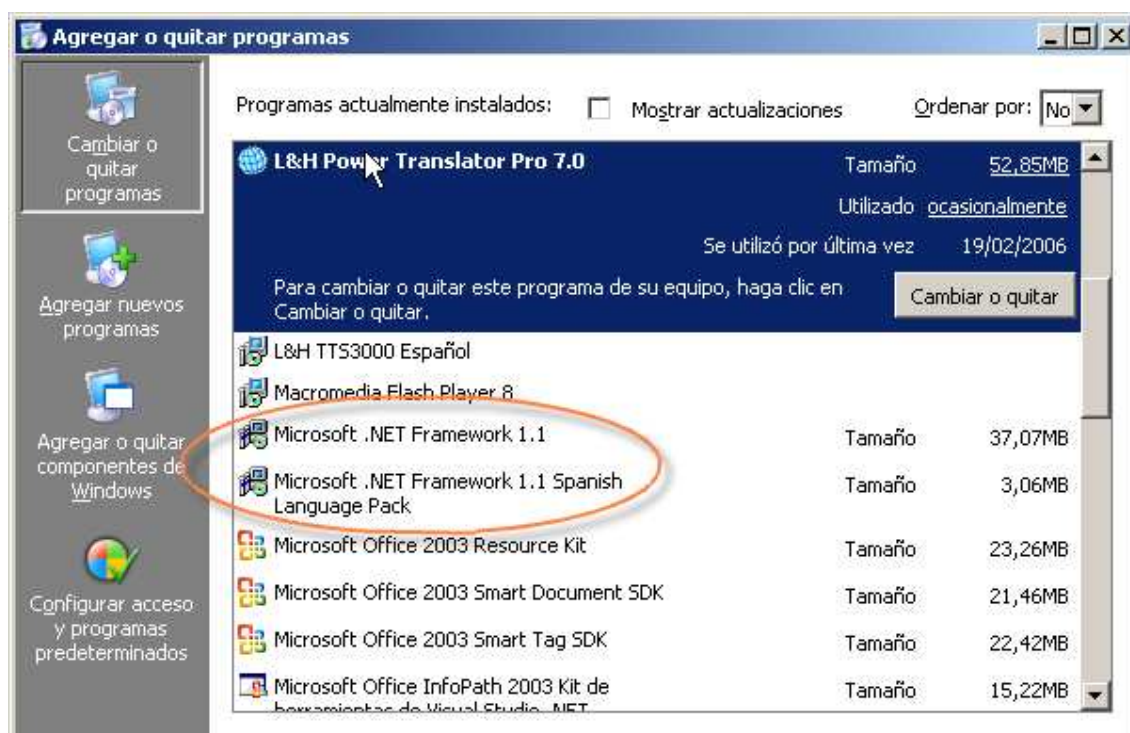 Agregar o quitar programas
Cambiar o
quitar
programas
Agregar nuevos
programas
Agregar o quitar
componentes de
Windows
Configurar acceso
y programas
predeterminados
Programas actualmente instalados: Mostrar actualizaciones Ordenar por: No
L&H Power Translator Pro 7.0 Tamaño 52,85MB
Utilizado ocasionalmente
Se utilizó por última vez 19/02/2006
Para cambiar o quitar este programa de su equipo, haga clic en
Cambiar o quitar.
Cambiar o quitar
L&H TTS3000 Español
Macromedia Flash Player 8
Microsoft .NET Framework 1.1 Tamaño 37,07MB
Microsoft .NET Framework 1.1 Spanish Tamaño 3,06MB
Language Pack
Microsoft Office 2003 Resource Kit Tamaño 23,26MB
Microsoft Office 2003 Smart Document SDK Tamaño 21,46MB
Microsoft Office 2003 Smart Tag SDK Tamaño 22,42MB
Microsoft Office InfoPath 2003 Kit de Tamaño 15,22MB
herramientas de Visual Studio .NET